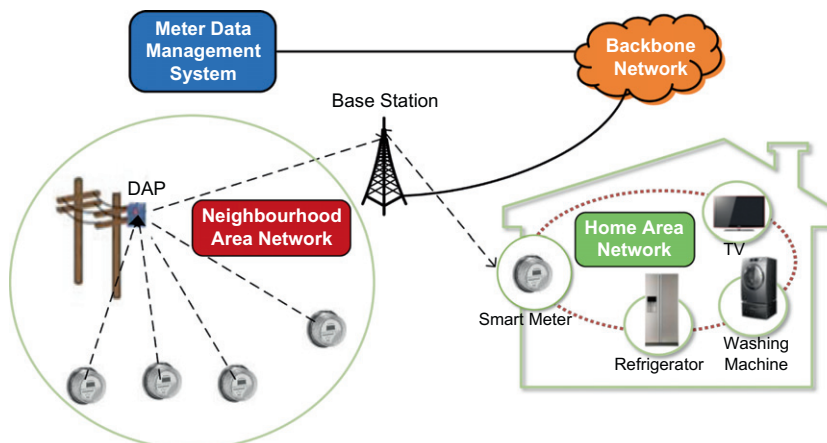 Meter Data
Management
System
Backbone
Network
Base Station
DAP
Neighbourhood
Area Network
Home Area
Network
TV
Smart Meter
Refrigerator
Washing
Machine